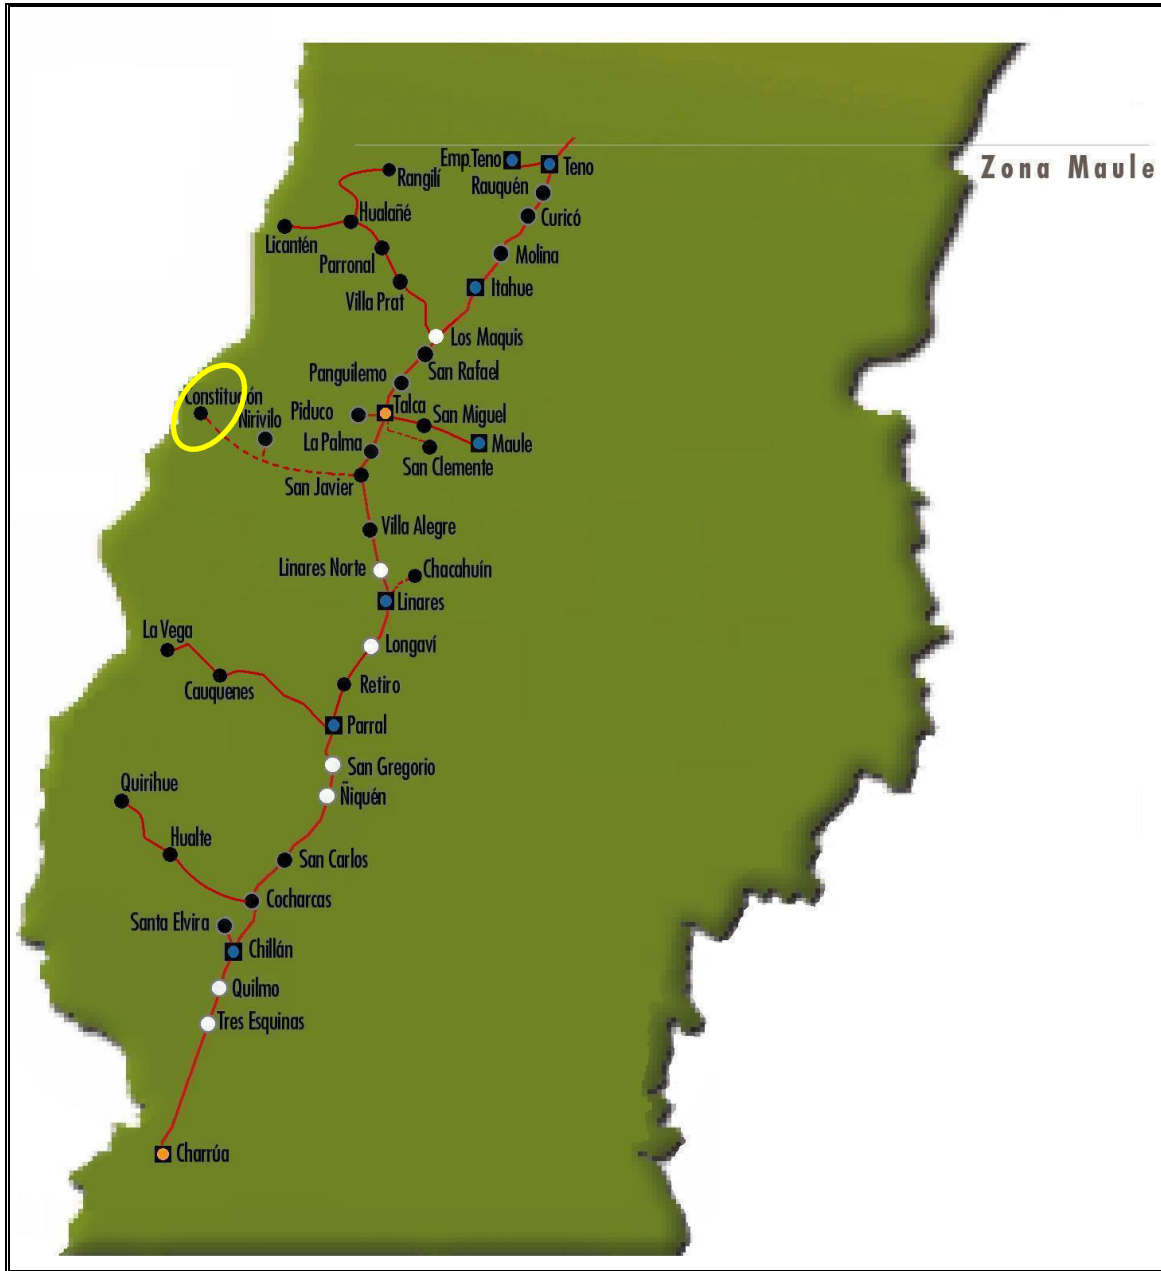 Zona Maule
Emp.Teno
Teno
Rangilí
Rauquén
Hualañé
Curicó
Licantén
Parronal
Molina
Villa Prat
Itahue
Los Maquis
San Rafael
Panguilemo
Constitución
Nirivilo
Piduco
Talca
San Miguel
La Palma
Maule
San Clemente
San Javier
Villa Alegre
Linares Norte
Chacahuín
Linares
La Vega
Longaví
Cauquenes
Retiro
Parral
San Gregorio
Quirihue
Ñiquén
Hualte
San Carlos
Cocharcas
Santa Elvira
Chillán
Quilmo
Tres Esquinas
Charrúa